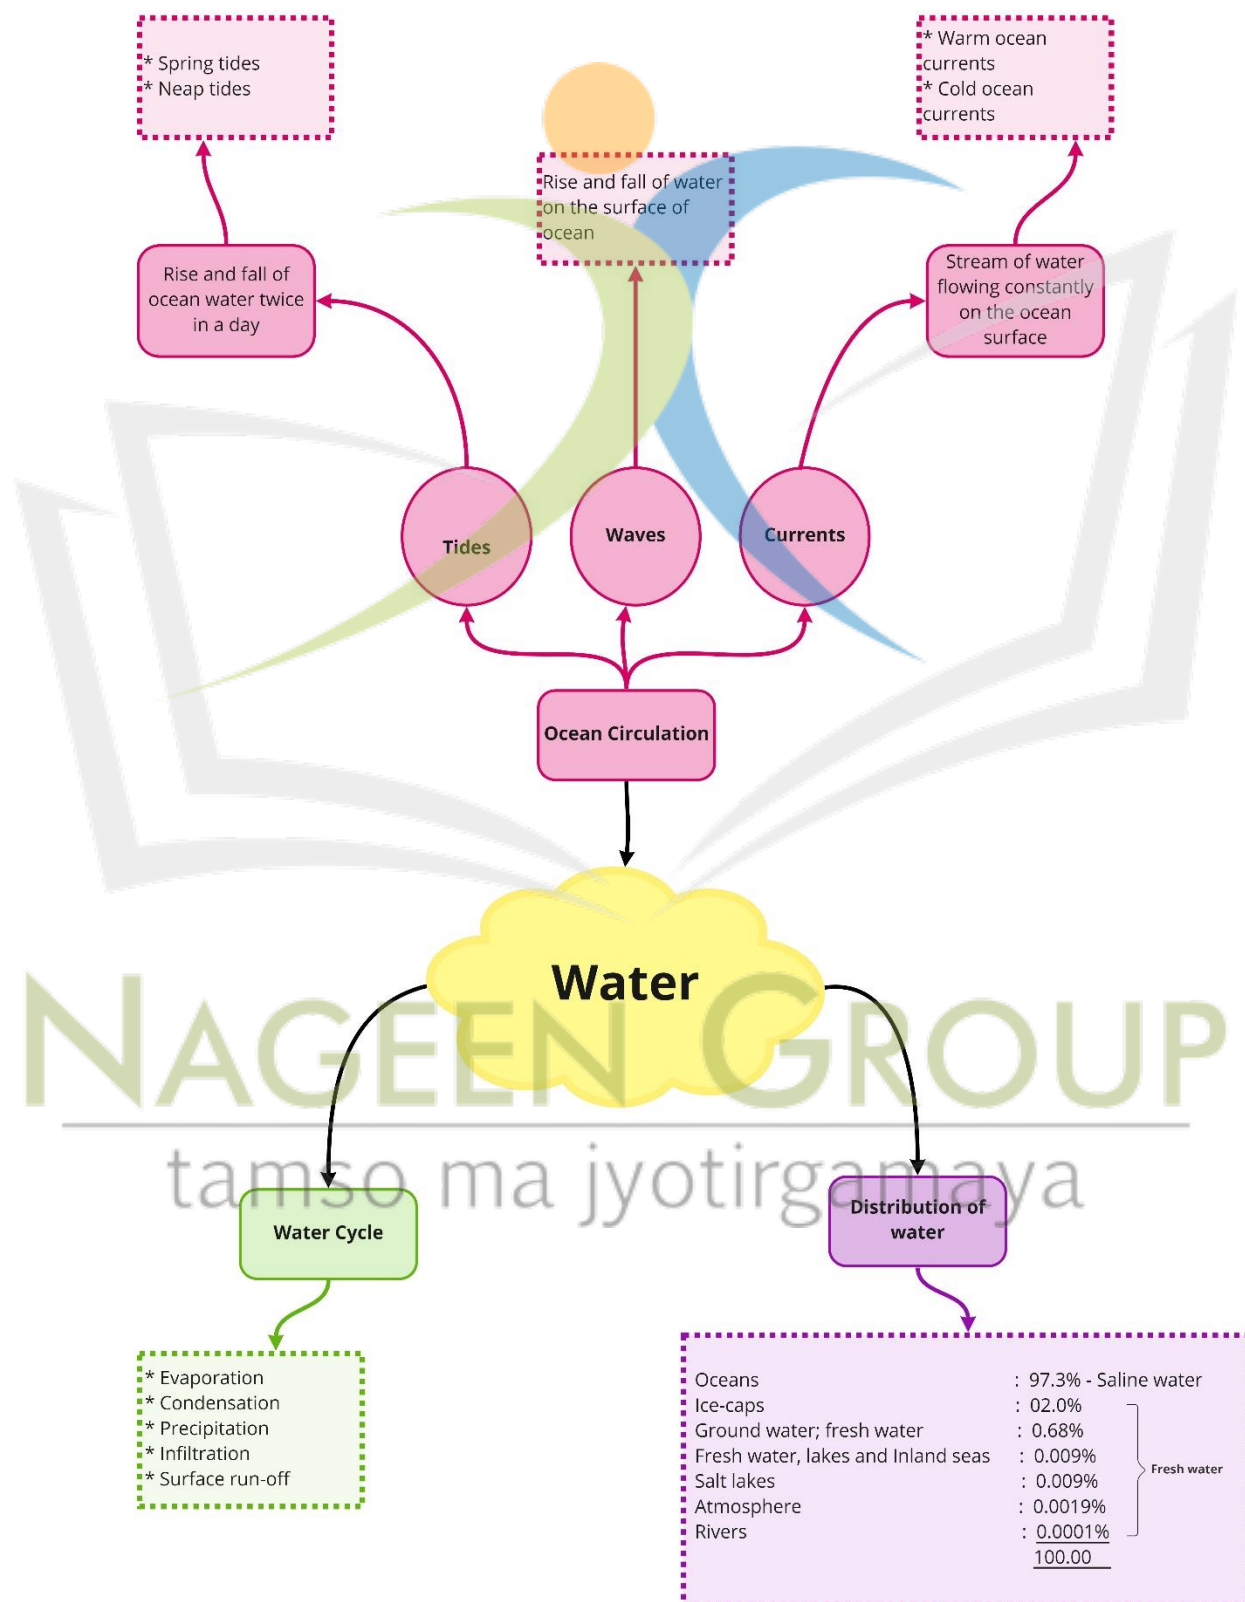 * Spring tides
* Neap tides
* Warm ocean
currents
* Cold ocean
currents
Rise and fall of water
on the surface of
ocean
Rise and fall of
ocean water twice
in a day
Stream of water
flowing constantly
on the ocean
surface
Tides
Waves
Currents
Ocean Circulation
Water
NAGEEN GROUP
tamso ma jyotirgamaya
Water Cycle
Distribution of
water
* Evaporation
* Condensation
* Precipitation
* Infiltration
* Surface run-off
Oceans : 97.3% - Saline water
Ice-caps : 02.0%
Ground water; fresh water : 0.68%
Fresh water, lakes and Inland seas : 0.009%
Salt lakes : 0.009%
Atmosphere : 0.0019%
Rivers : 0.0001%
100.00
Fresh water